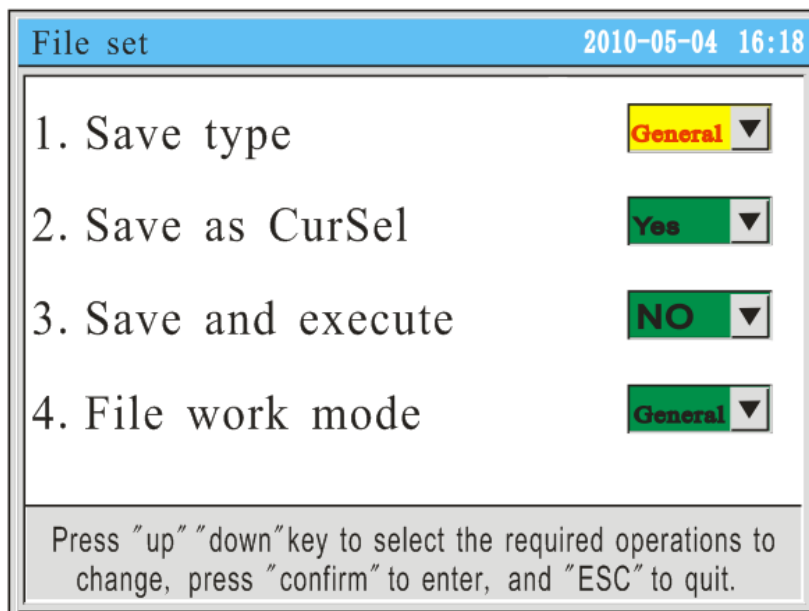 File set 2010-05-04 16:18
1. Save type General
2. Save as CurSel Yes
3. Save and execute NO
4. File work mode General
Press "up" "down" key to select the required operations to
change, press "confirm" to enter, and "ESC" to quit.